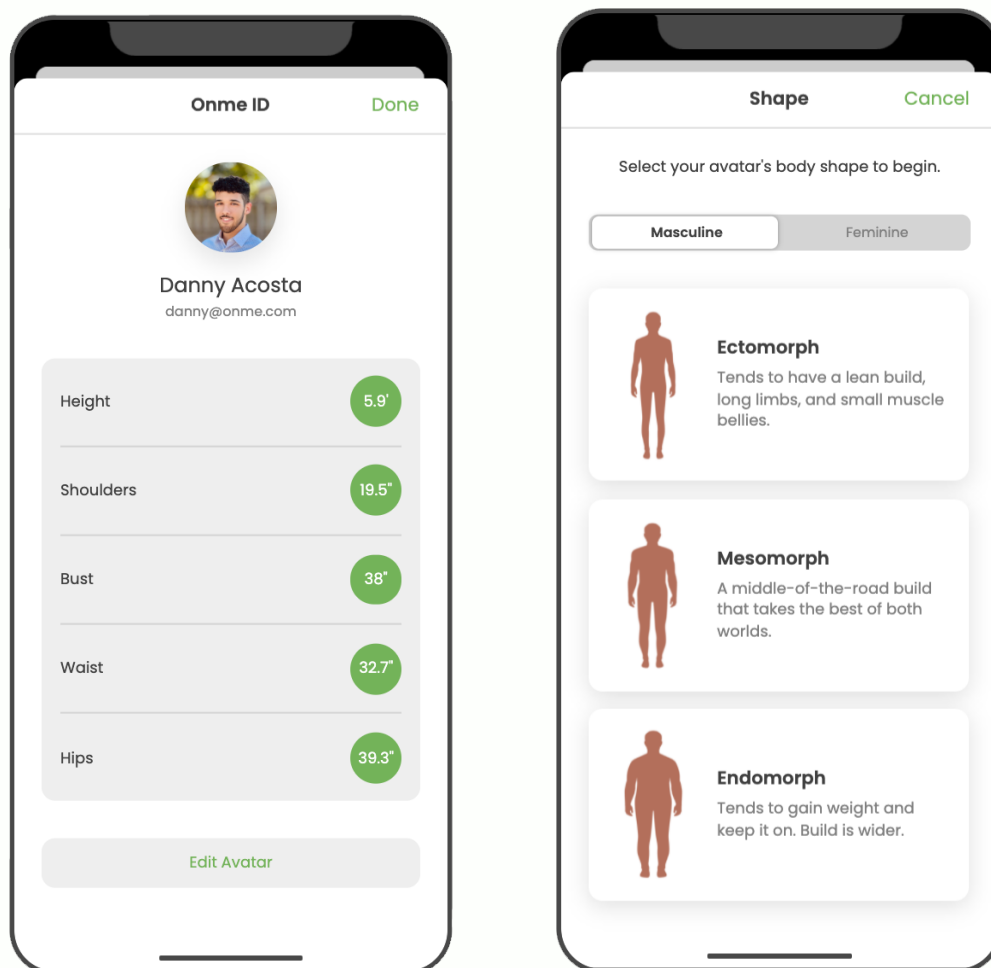 Onme ID
Done
Danny Acosta
danny@onme.com
Height
5.9'
Shoulders
19.5"
Bust
38"
Waist
32.7"
Hips
39.3"
Edit Avatar
Shape
Cancel
Select your avatar's body shape to begin.
Masculine
Feminine
Ectomorph
Tends to have a lean build,
long limbs, and small muscle
bellies.
Mesomorph
A middle-of-the-road build
that takes the best of both
worlds.
Endomorph
Tends to gain weight and
keep it on. Build is wider.